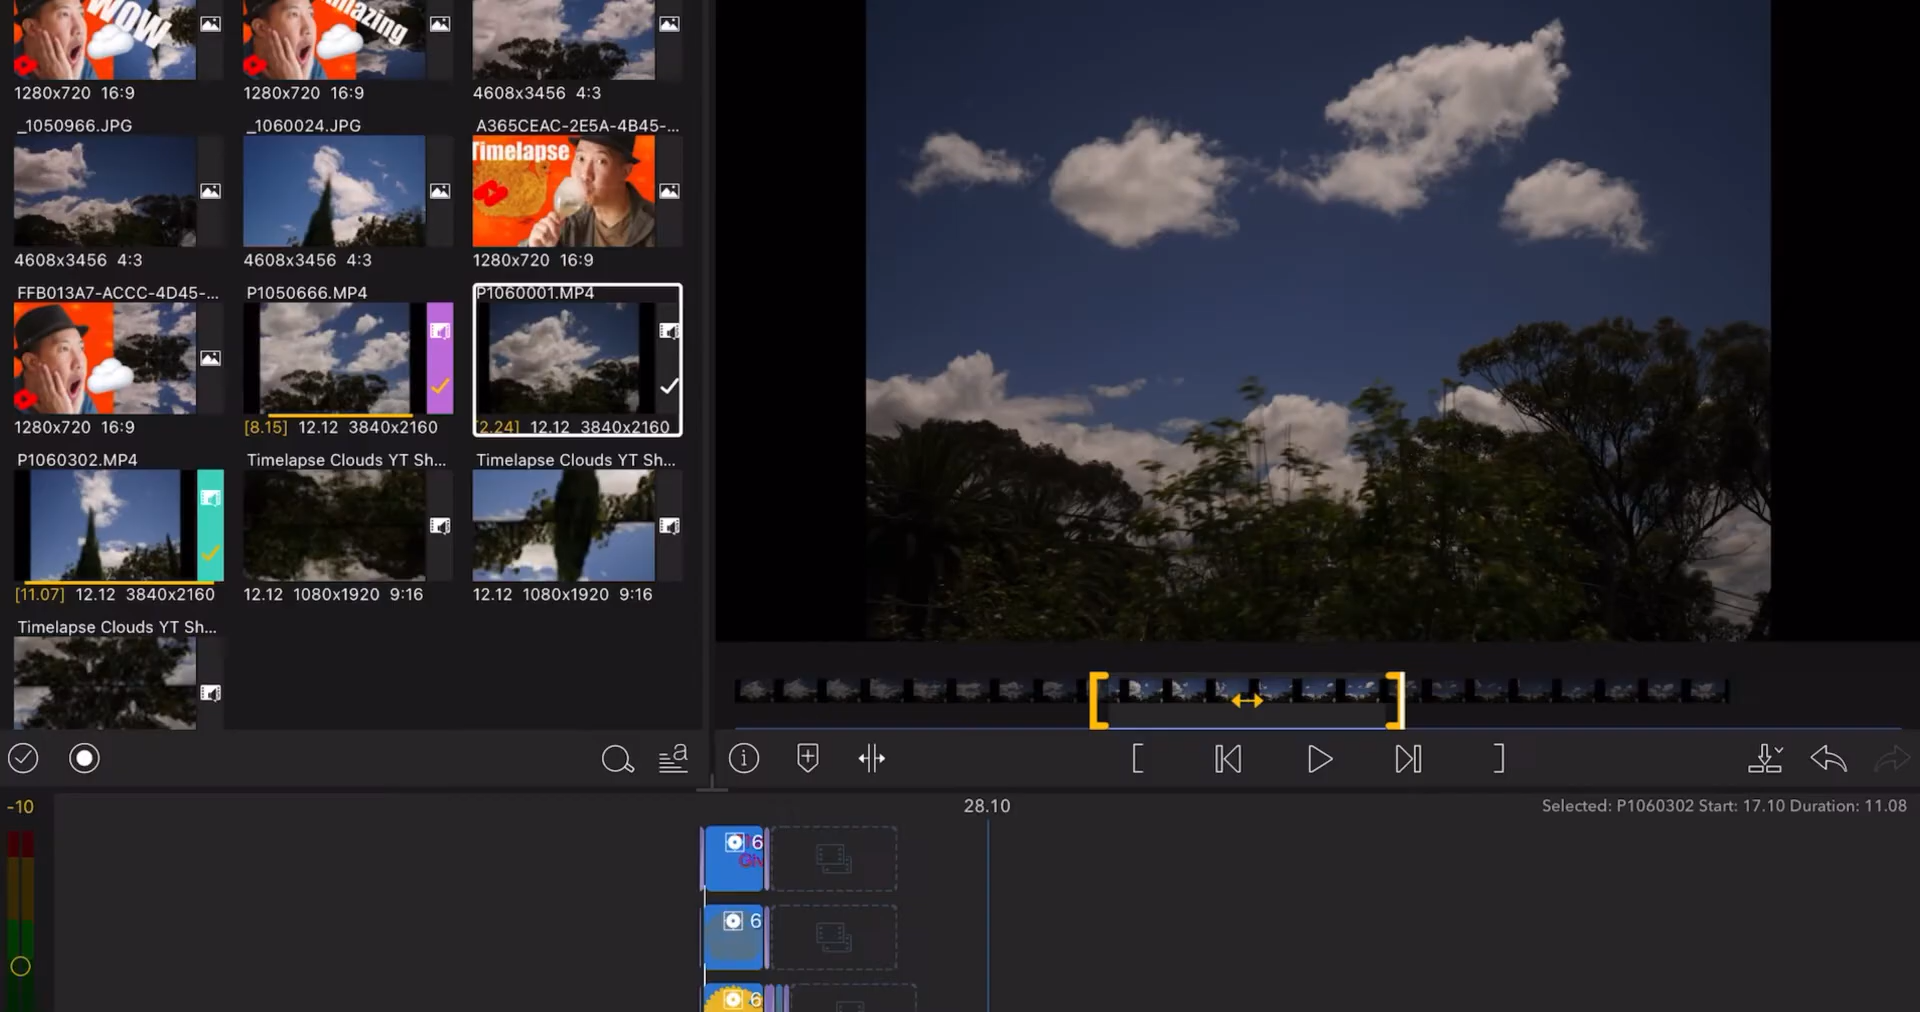 WOW
Amazing
1280x720 16:9
1280x720 16:9
4608x3456 4:3
_1050966.JPG
_1060024.JPG
A365CEAC-2E5A-4B45-...
Timelapse
4608x3456 4:3
4608x3456 4:3
1280x720 16:9
FFB013A7-ACCC-4D45-...
P1050666.MP4
P1060001.MP4
1280x720 16:9
[8.15] 12.12 3840x2160
[2.24] 12.12 3840x2160
P1060302.MP4
Timelapse Clouds YT Sh...
Timelapse Clouds YT Sh...
[11.07] 12.12 3840x2160
12.12 1080x1920 9:16
12.12 1080x1920 9:16
Timelapse Clouds YT Sh...
-10
28.10
Selected: P1060302 Start: 17.10 Duration: 11.08
6
6
6